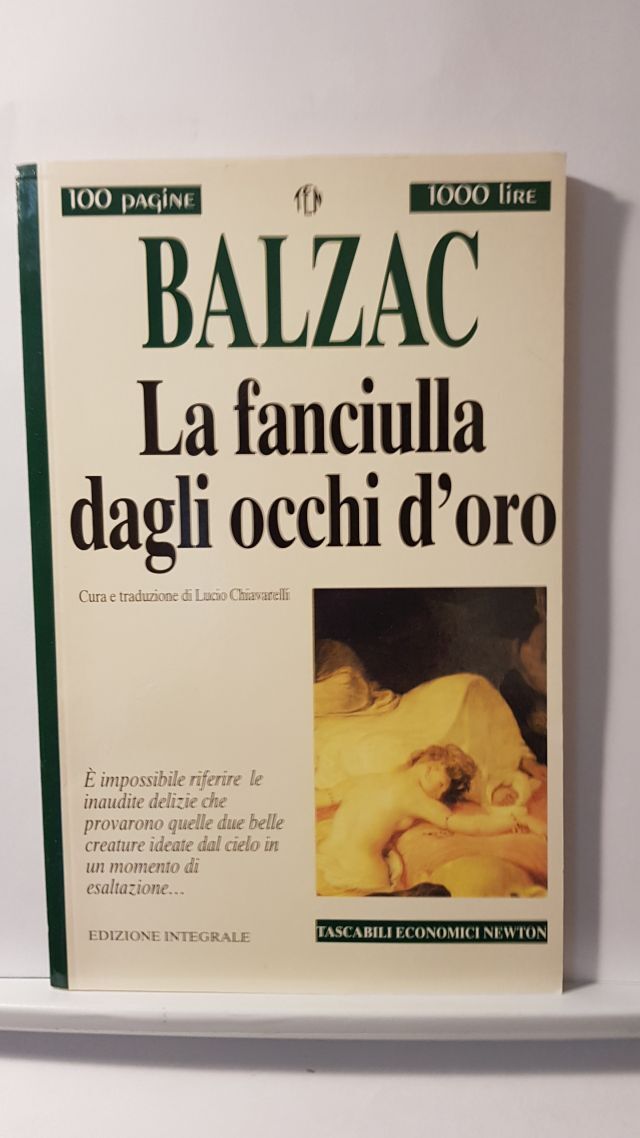 100 pagine
TEN
1000 lire
BALZAC
La fanciulla
dagli occhi d'oro
Cura e traduzione di Lucio Chiavarelli
È impossibile riferire le
inaudite delizie che
provarono quelle due belle
creature ideate dal cielo in
un momento di
esaltazione...
EDIZIONE INTEGRALE
TASCABILI ECONOMICI NEWTON